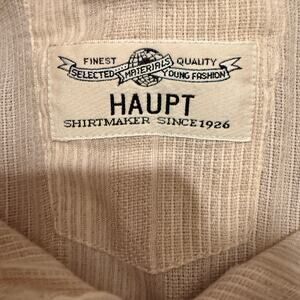 FINEST QUALITY
SELECTED MATERIALS YOUNG FASHION
HAUPT
SHIRTMAKER SINCE 1926